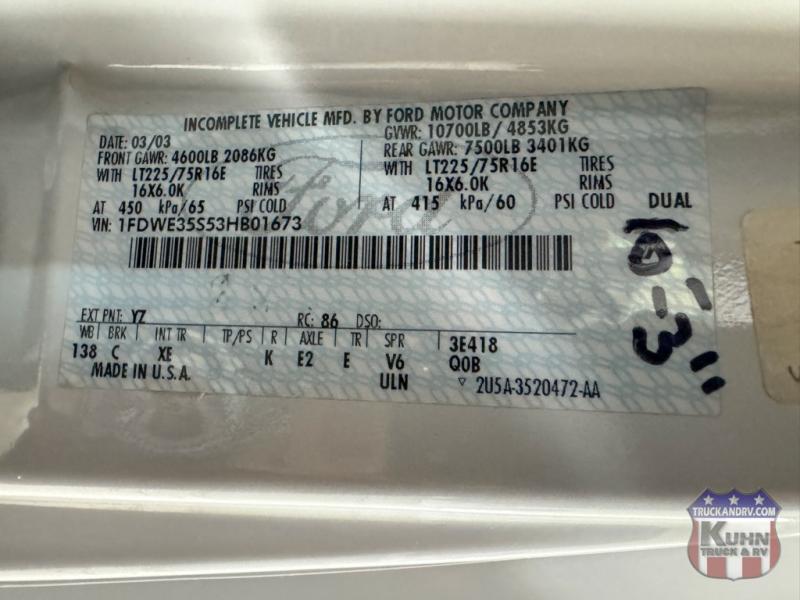 INCOMPLETE VEHICLE MFD. BY FORD MOTOR COMPANY
DATE: 03/03 GVWR: 10700LB/ 4853KG
FRONT GAWR: 4600LB 2086KG REAR GAWR: 7500LB 3401KG
WITH LT225/75R16E TIRES WITH LT225/75R16E TIRES
16X6.0K RIMS 16X6.0K RIMS
AT 450 kPa/65 PSI COLD AT 415 kPa/60 PSI COLD DUAL
VIN: 1FDWE35S53HB01673
Ford
10'-3"
EXT PNT: YZ RC: 86 DSO:
WB BRK INT TR TP/PS R AXLE TR SPR 3E418
138 C XE K E2 E V6 Q0B
MADE IN U.S.A. ULN 2U5A-3520472-AA
TRUCKANDRV.COM
KUHN
TRUCK & RV